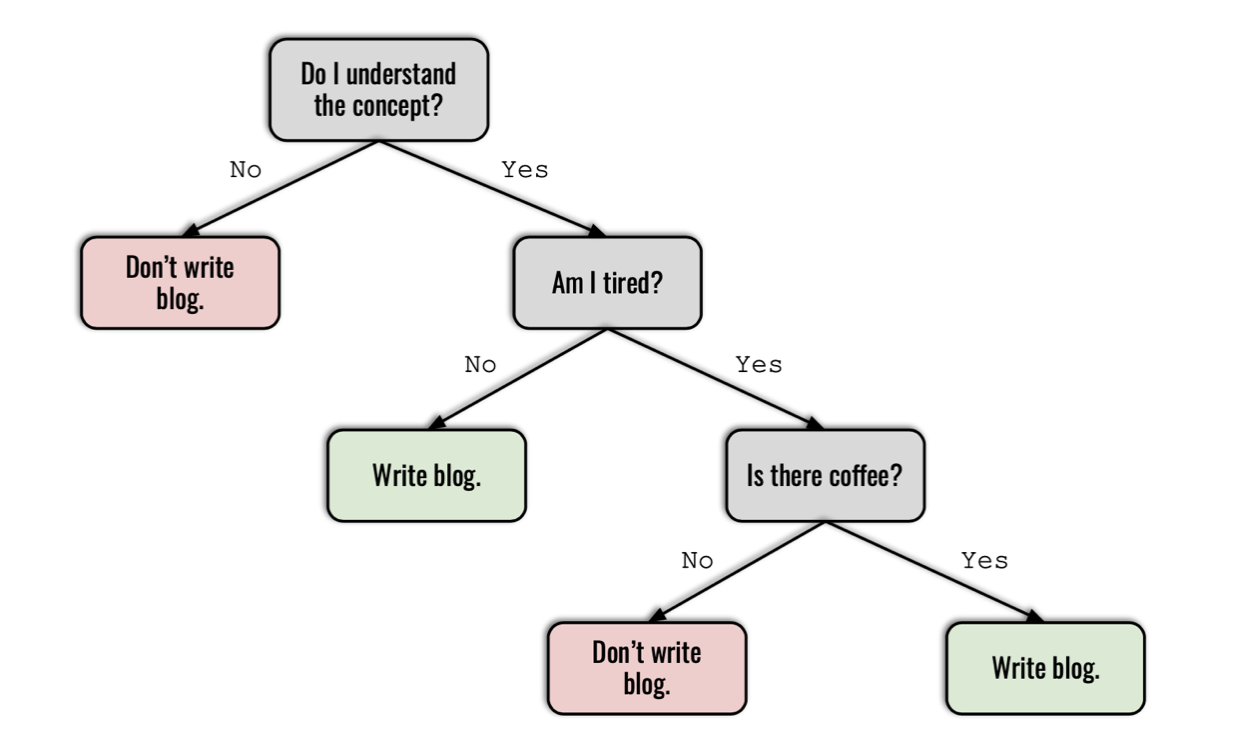 Do I understand
the concept?
No
Yes
Don’t write
blog.
Am I tired?
No
Yes
Write blog.
Is there coffee?
No
Yes
Don’t write
blog.
Write blog.